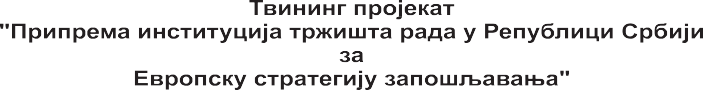 Твининг пројекат
"Припрема институција тржишта рада у Републици Србији
за
Европску стратегију запошљавања"